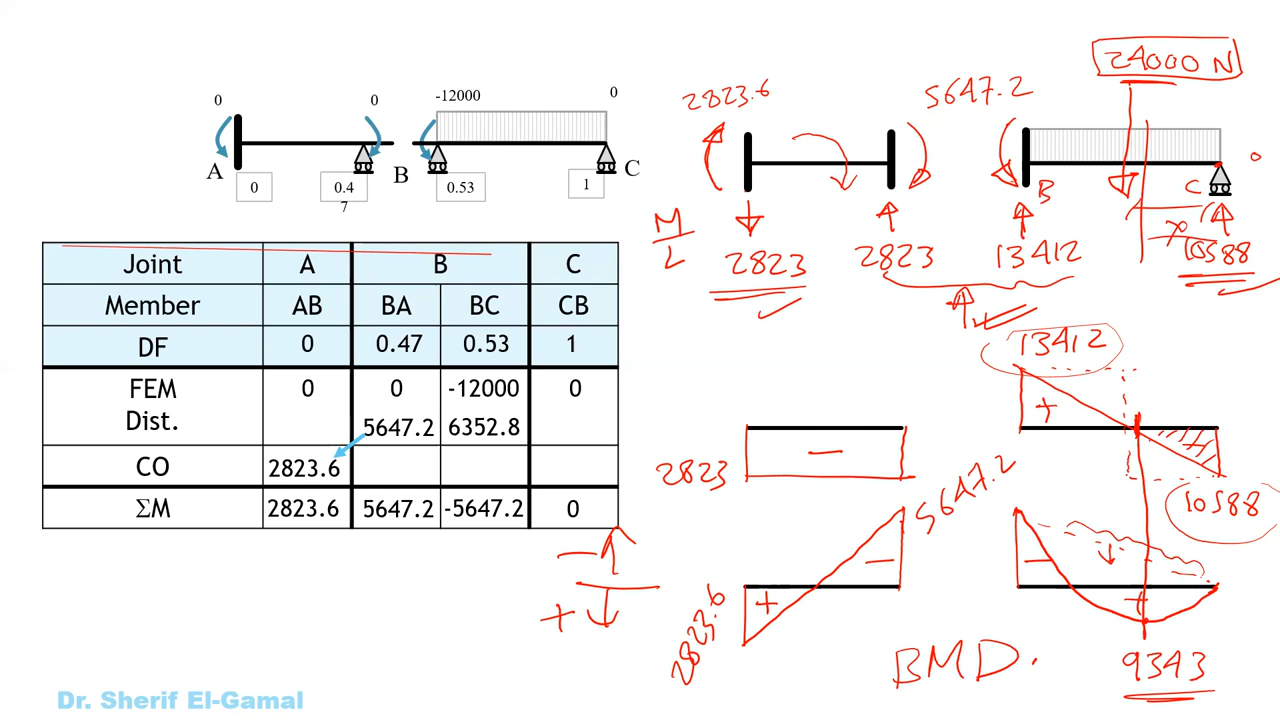 0
0
-12000
0
A
B
C
0
0.4
7
0.53
1
Joint A B C
Member AB BA BC CB
DF 0 0.47 0.53 1
FEM 0 0 -12000 0
Dist. 5647.2 6352.8
CO 2823.6
ΣM 2823.6 5647.2 -5647.2 0
Dr. Sherif El-Gamal
24000 N
2823.6
5647.2
0
B
C
M
L
2823
2823
13412
x
10588
13412
+
2823
-
10588
5647.2
-
+
2823.6
-
+
-
+
BMD.
9343